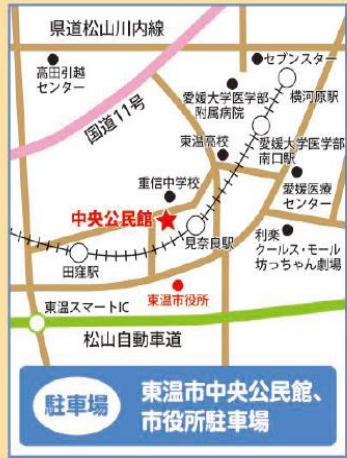 県道松山川内線
高田引越
センター
国道11号
セブンスター
愛媛大学医学部
附属病院
横河原駅
東温高校
愛媛大学医学部
南口駅
重信中学校
愛媛医療
センター
中央公民館
見奈良駅
利楽
クールス・モール
坊っちゃん劇場
田窪駅
東温市役所
東温スマートIC
松山自動車道
駐車場
東温市中央公民館、
市役所駐車場